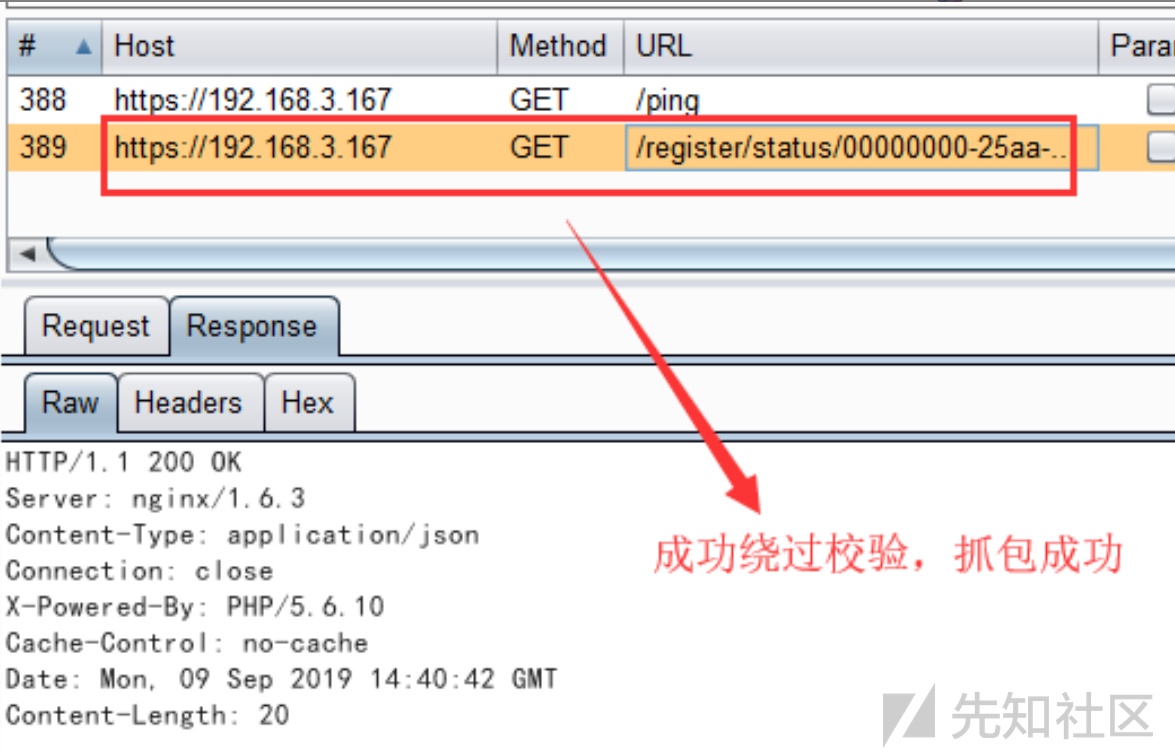 # Host Method URL Para
388 https://192.168.3.167 GET /ping
389 https://192.168.3.167 GET /register/status/00000000-25aa-...
Request Response
Raw Headers Hex
HTTP/1.1 200 OK
Server: nginx/1.6.3
Content-Type: application/json
Connection: close
X-Powered-By: PHP/5.6.10
Cache-Control: no-cache
Date: Mon, 09 Sep 2019 14:40:42 GMT
Content-Length: 20
成功绕过校验，抓包成功
先知社区